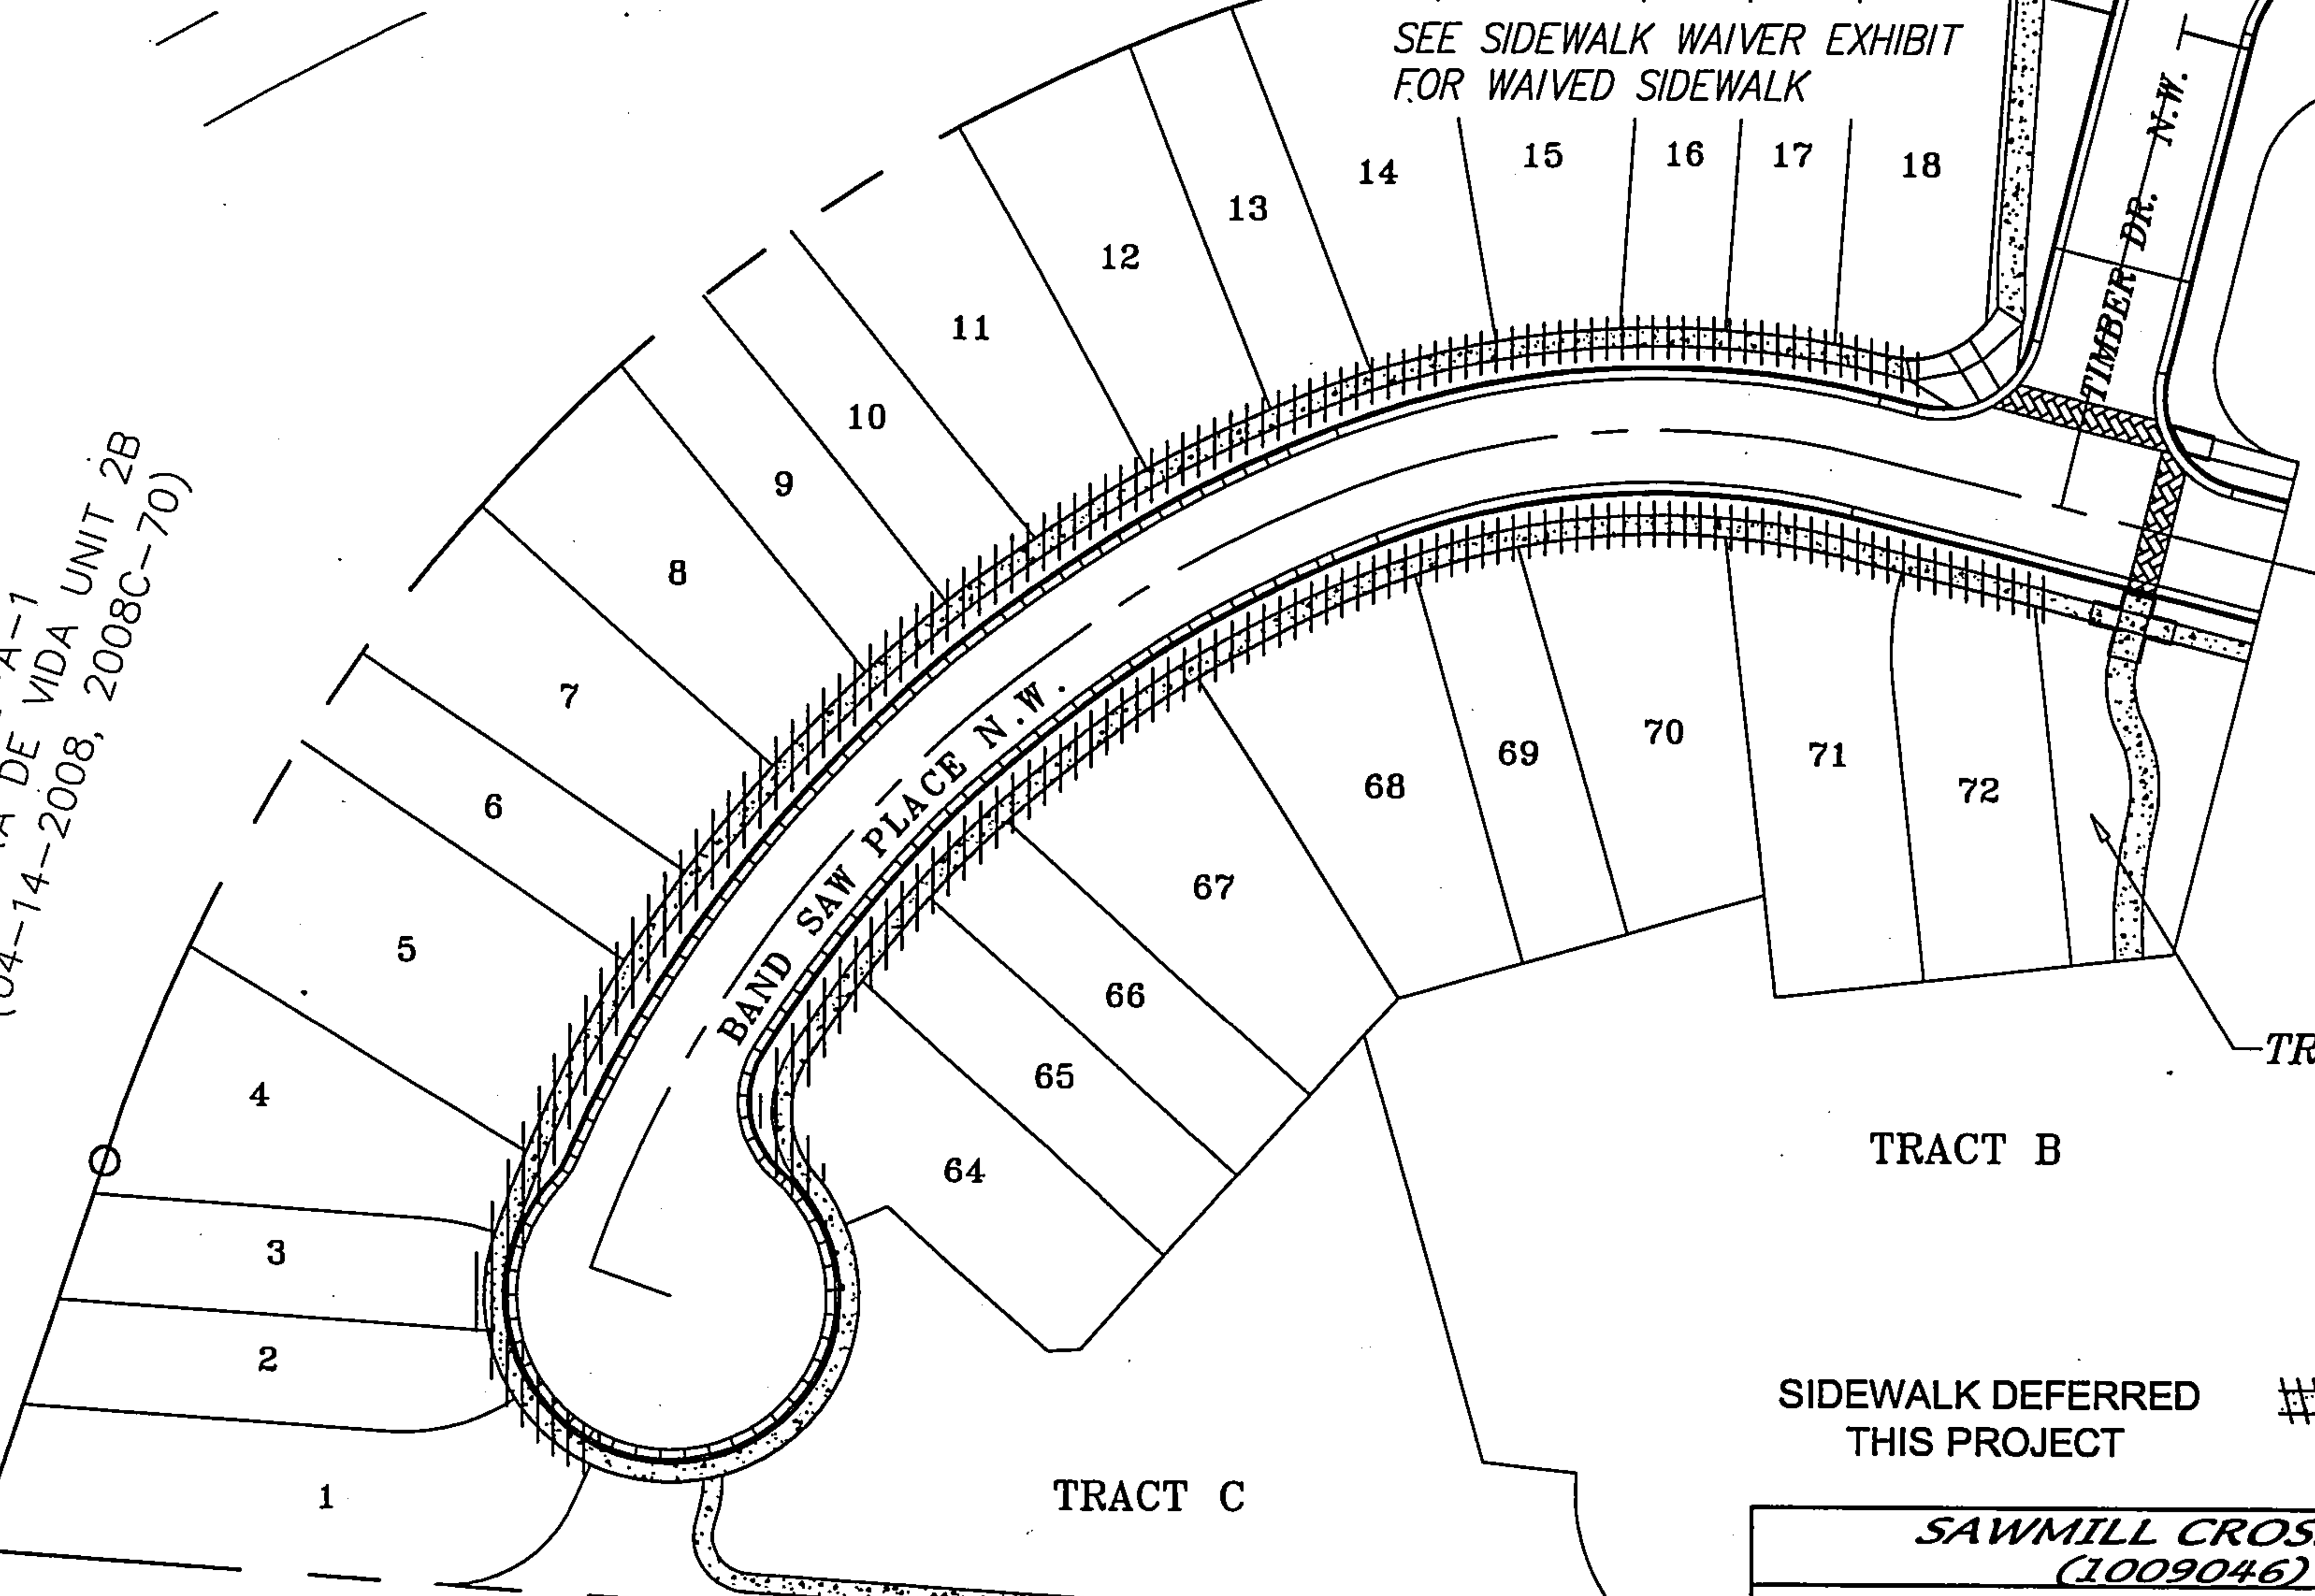 SEE SIDEWALK WAIVER EXHIBIT
FOR WAIVED SIDEWALK
TIMBER DR. N.W.
18
17
16
15
14
13
12
11
10
9
8
7
6
5
4
3
2
1
DE VIDA UNIT 2B
2008C-70)
BAND SAW PLACE N.W.
64
65
66
67
68
69
70
71
72
TRACT B
TRACT C
SIDEWALK DEFERRED
THIS PROJECT
SAWMILL
(1009046)